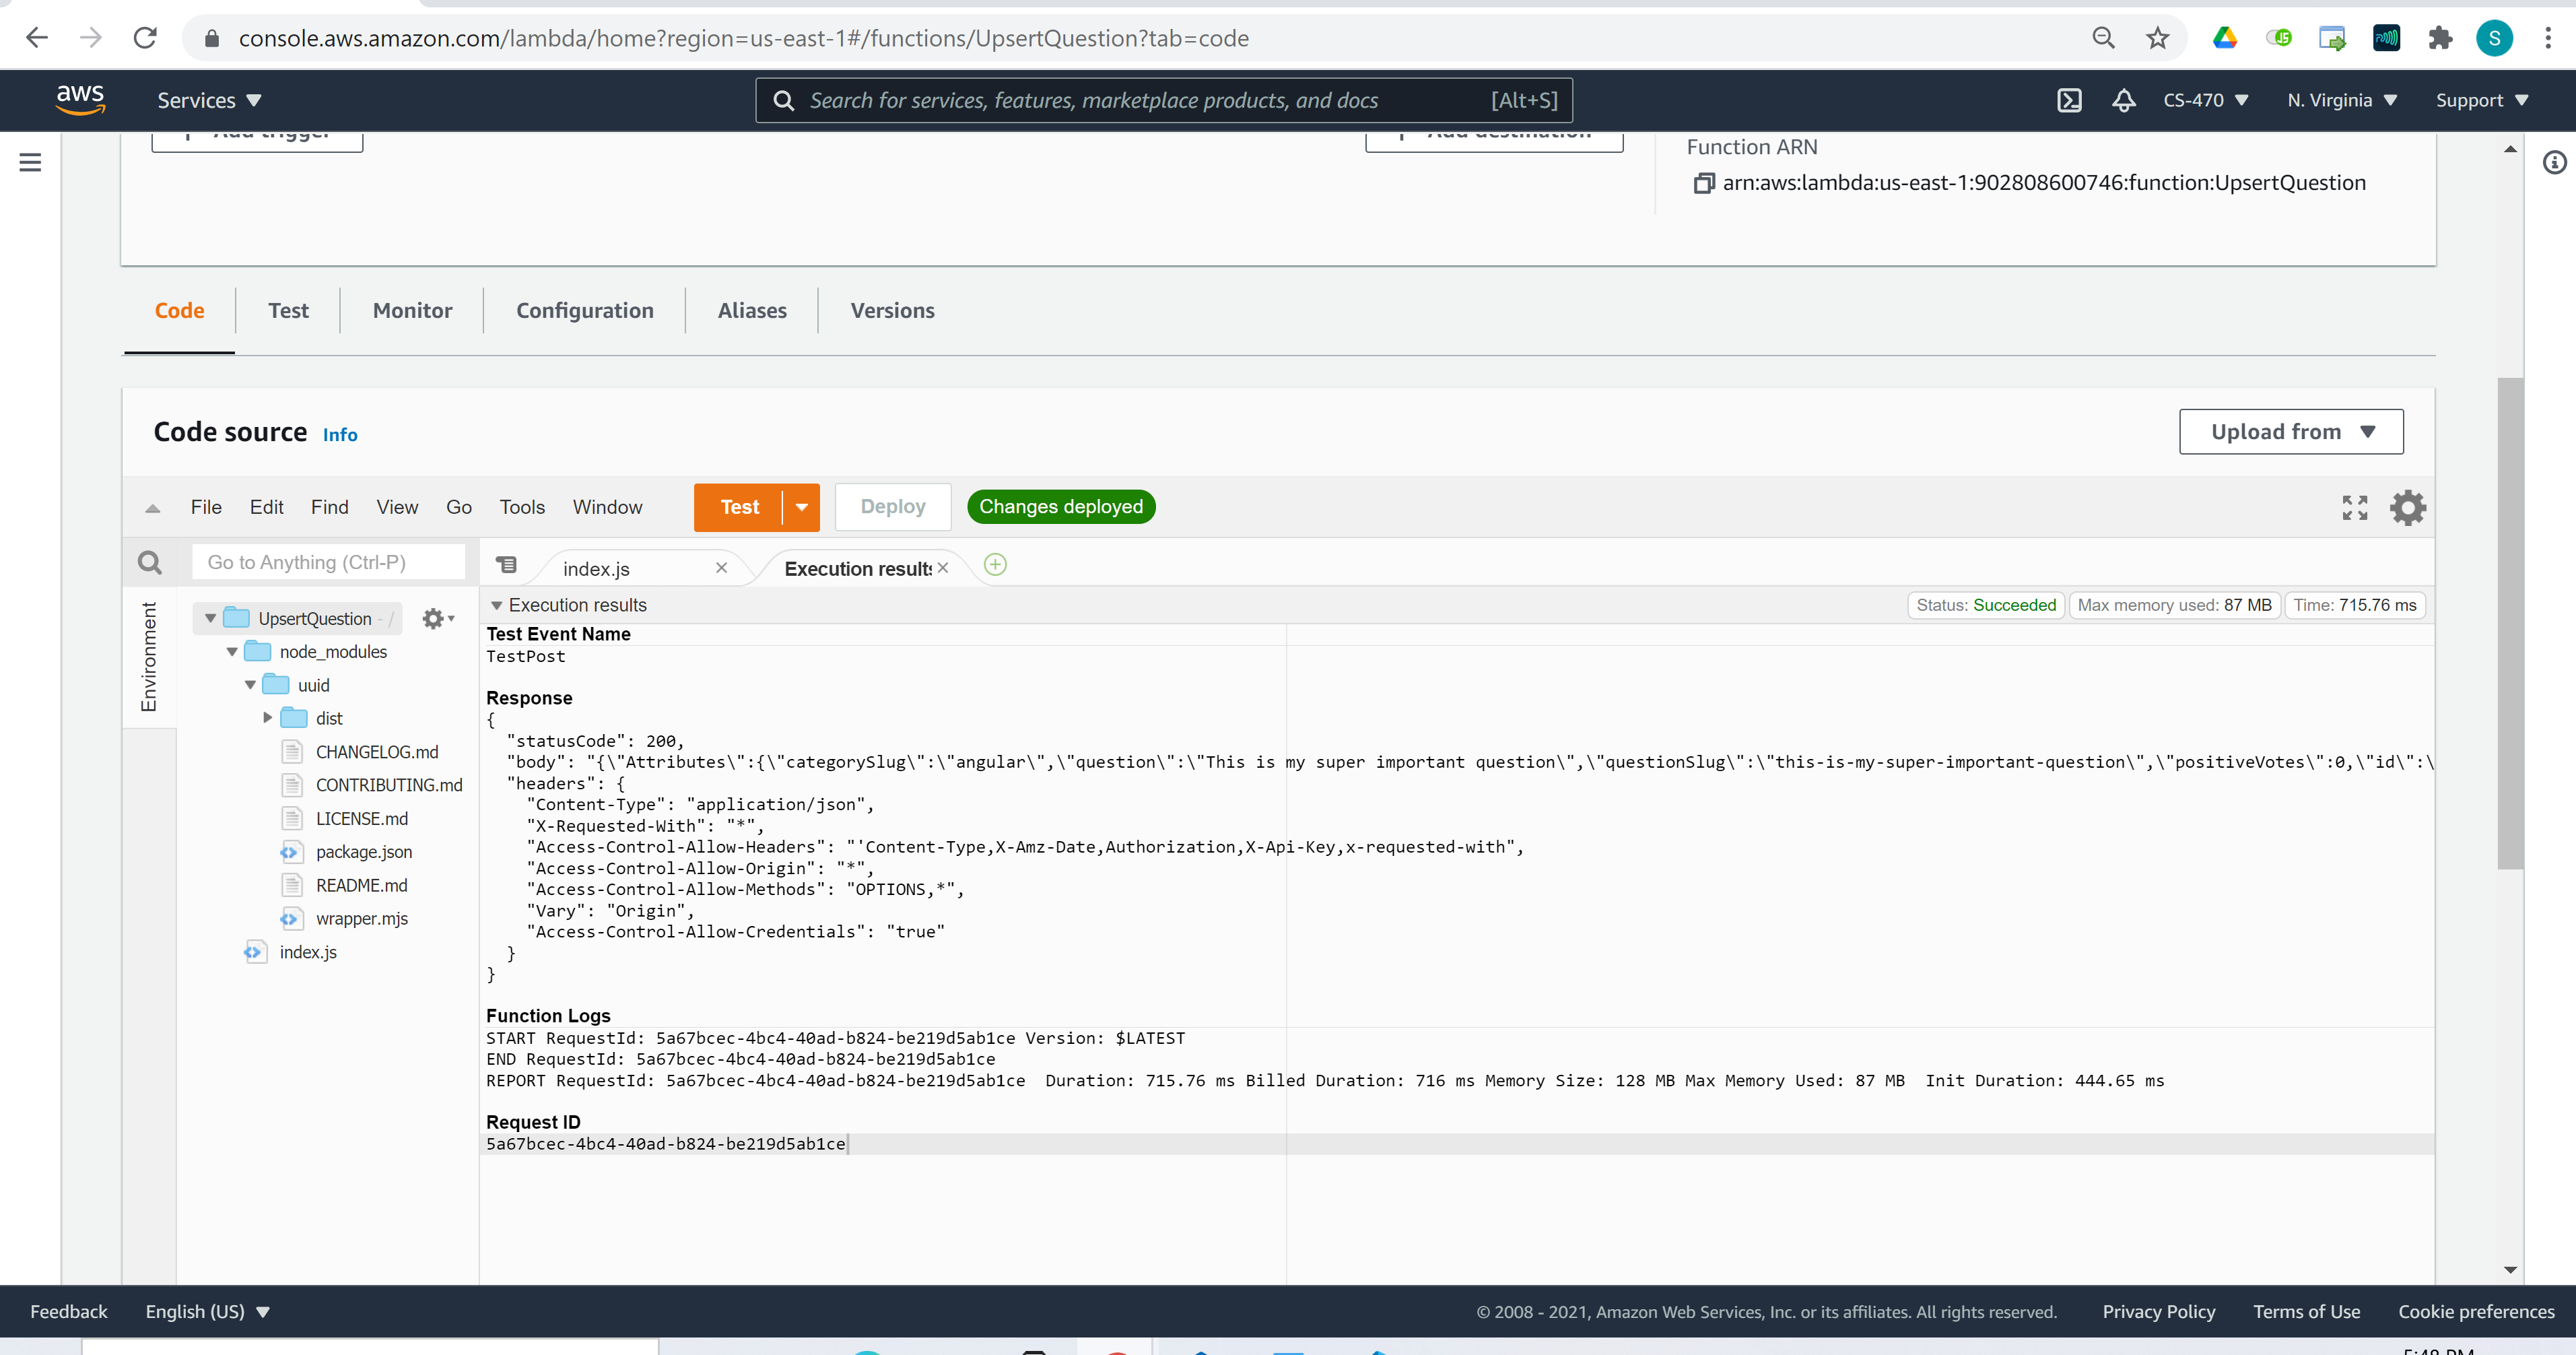 console.aws.amazon.com/lambda/home?region=us-east-1#/functions/UpsertQuestion?tab=code
S
aws
Services
Search for services, features, marketplace products, and docs
[Alt+S]
CS-470
N. Virginia
Support
Add trigger
Add destination
Function ARN
arn:aws:lambda:us-east-1:902808600746:function:UpsertQuestion
Code
Test
Monitor
Configuration
Aliases
Versions
Code source
Info
Upload from
File
Edit
Find
View
Go
Tools
Window
Test
Deploy
Changes deployed
Go to Anything (Ctrl-P)
index.js
Execution results
Environment
UpsertQuestion - /
node_modules
uuid
dist
CHANGELOG.md
CONTRIBUTING.md
LICENSE.md
package.json
README.md
wrapper.mjs
index.js
Execution results
Status: Succeeded
Max memory used: 87 MB
Time: 715.76 ms
Test Event Name
TestPost
Response
{
"statusCode": 200,
"body": "{\"Attributes\":{\"categorySlug\":\"angular\",\"question\":\"This is my super important question\",\"questionSlug\":\"this-is-my-super-important-question\",\"positiveVotes\":0,\"id\":\
"headers": {
"Content-Type": "application/json",
"X-Requested-With": "*",
"Access-Control-Allow-Headers": "'Content-Type,X-Amz-Date,Authorization,X-Api-Key,x-requested-with",
"Access-Control-Allow-Origin": "*",
"Access-Control-Allow-Methods": "OPTIONS,*",
"Vary": "Origin",
"Access-Control-Allow-Credentials": "true"
}
}
Function Logs
START RequestId: 5a67bcec-4bc4-40ad-b824-be219d5ab1ce Version: $LATEST
END RequestId: 5a67bcec-4bc4-40ad-b824-be219d5ab1ce
REPORT RequestId: 5a67bcec-4bc4-40ad-b824-be219d5ab1ce Duration: 715.76 ms Billed Duration: 716 ms Memory Size: 128 MB Max Memory Used: 87 MB Init Duration: 444.65 ms
Request ID
5a67bcec-4bc4-40ad-b824-be219d5ab1ce
Feedback
English (US)
© 2008 - 2021, Amazon Web Services, Inc. or its affiliates. All rights reserved.
Privacy Policy
Terms of Use
Cookie preferences